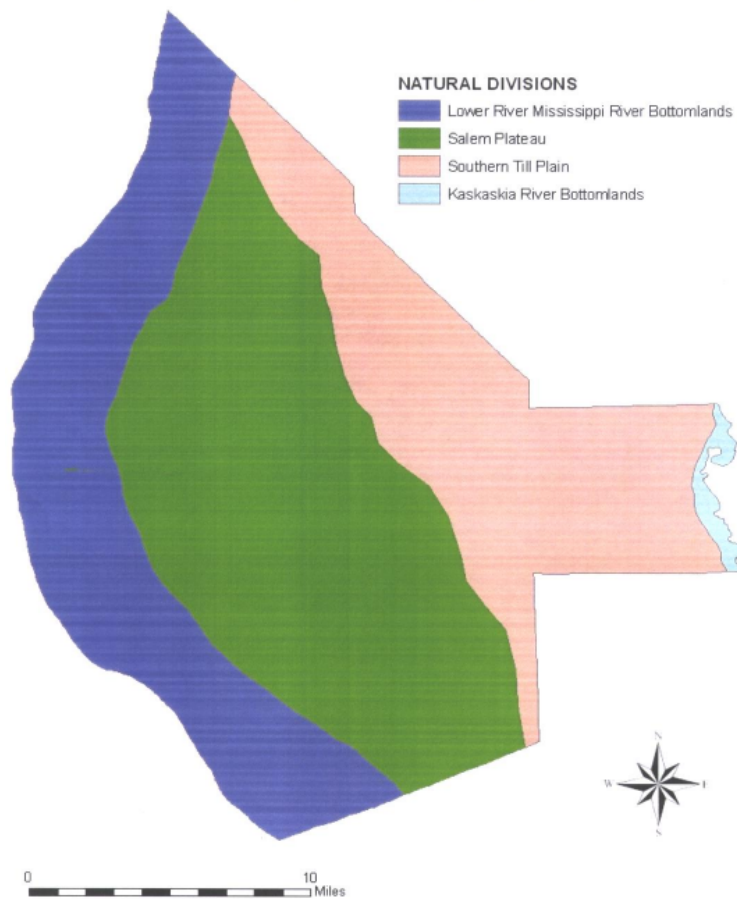 NATURAL DIVISIONS
Lower River Mississippi River Bottomlands
Salem Plateau
Southern Till Plain
Kaskaskia River Bottomlands
N
W E
S
0 10
Miles